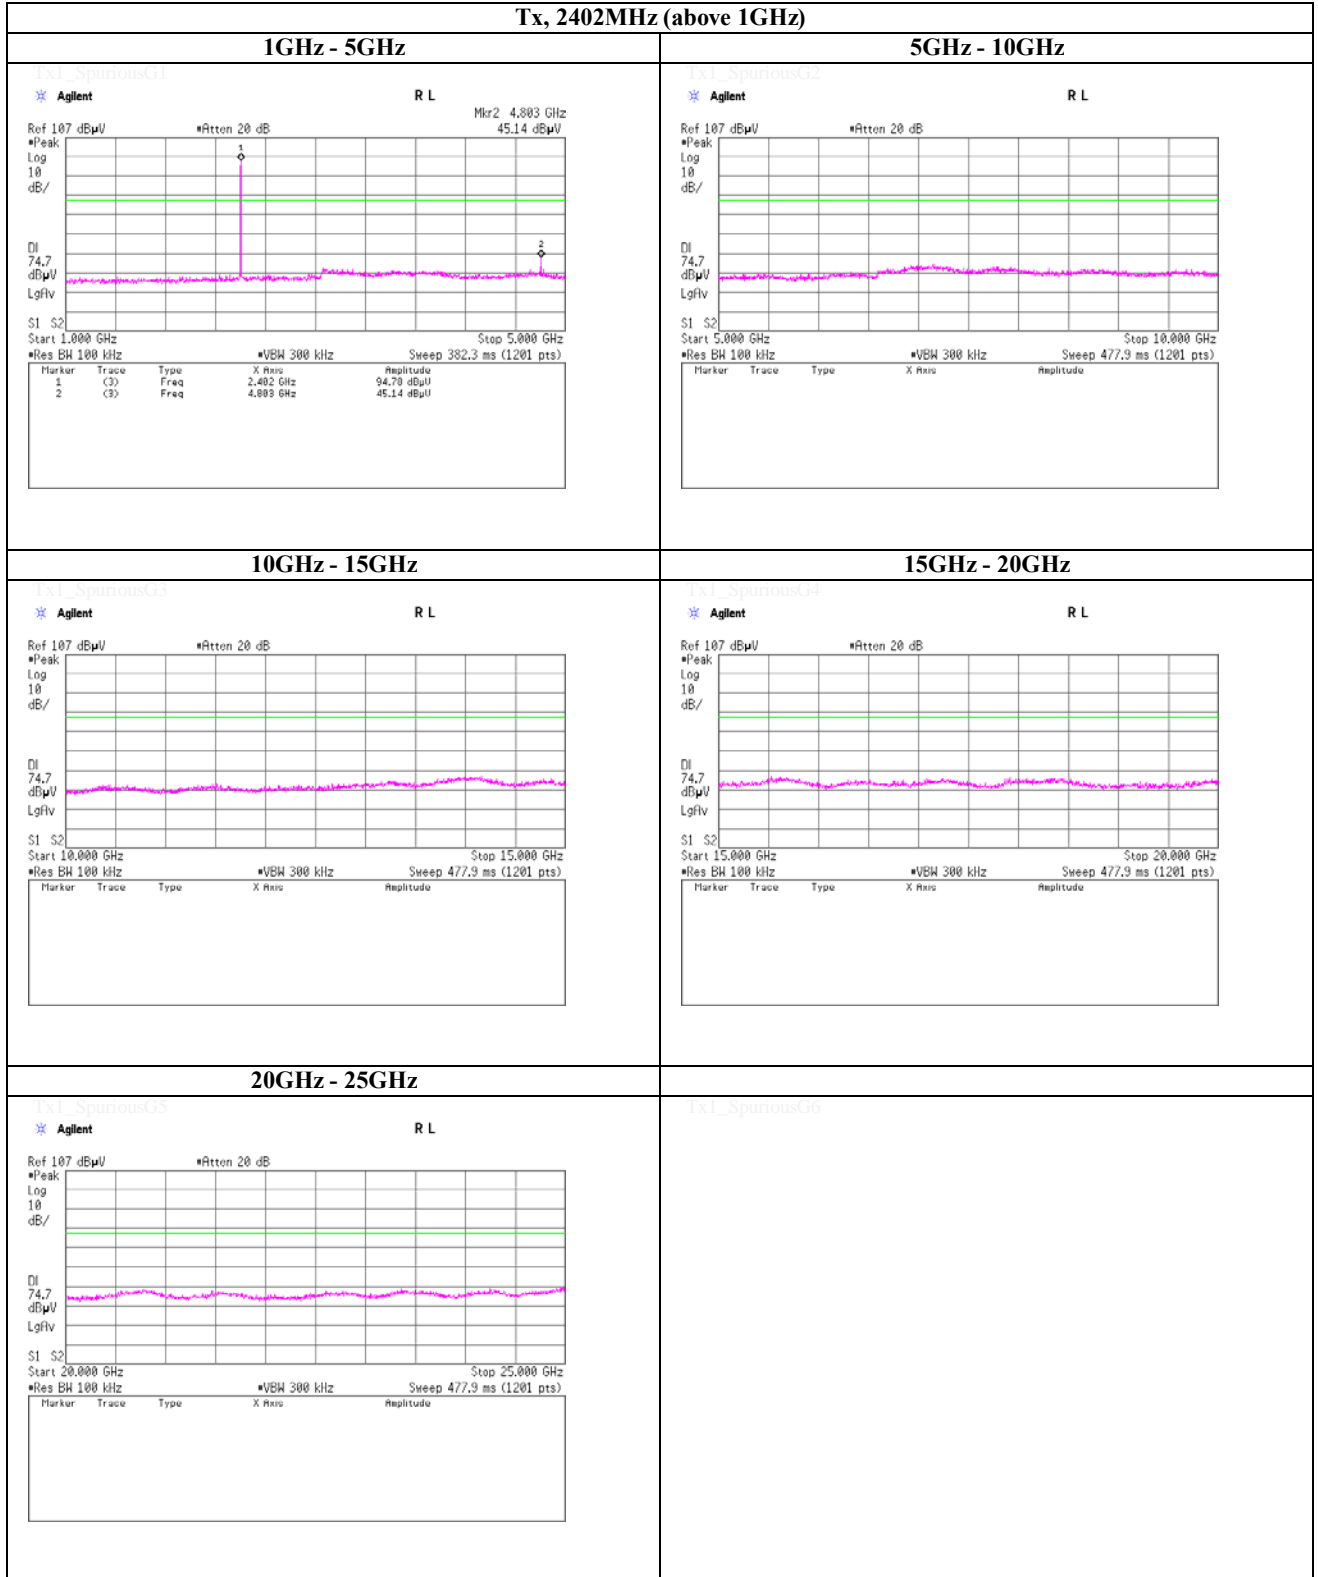 Tx, 2402MHz (above 1GHz)
1GHz - 5GHz
5GHz - 10GHz
Tx1_SpuriousG1
Agilent
R L
Mkr2 4.803 GHz
Ref 107 dBµV
*Atten 20 dB
45.14 dBµV
*Peak
Log
10
dB/
1
2
DI
74.7
dBµV
LgAv
S1 S2
Start 1.000 GHz
Stop 5.000 GHz
*Res BW 100 kHz
*VBW 300 kHz
Sweep 382.3 ms (1201 pts)
Marker Trace Type X Axis Amplitude
1 (3) Freq 2.402 GHz 94.70 dBµV
2 (3) Freq 4.803 GHz 45.14 dBµV
Tx1_SpuriousG2
Agilent
R L
Ref 107 dBµV
*Atten 20 dB
*Peak
Log
10
dB/
DI
74.7
dBµV
LgAv
S1 S2
Start 5.000 GHz
Stop 10.000 GHz
*Res BW 100 kHz
*VBW 300 kHz
Sweep 477.9 ms (1201 pts)
Marker Trace Type X Axis Amplitude
10GHz - 15GHz
15GHz - 20GHz
Tx1_SpuriousG3
Agilent
R L
Ref 107 dBµV
*Atten 20 dB
*Peak
Log
10
dB/
DI
74.7
dBµV
LgAv
S1 S2
Start 10.000 GHz
Stop 15.000 GHz
*Res BW 100 kHz
*VBW 300 kHz
Sweep 477.9 ms (1201 pts)
Marker Trace Type X Axis Amplitude
Tx1_SpuriousG4
Agilent
R L
Ref 107 dBµV
*Atten 20 dB
*Peak
Log
10
dB/
DI
74.7
dBµV
LgAv
S1 S2
Start 15.000 GHz
Stop 20.000 GHz
*Res BW 100 kHz
*VBW 300 kHz
Sweep 477.9 ms (1201 pts)
Marker Trace Type X Axis Amplitude
20GHz - 25GHz
Tx1_SpuriousG5
Agilent
R L
Ref 107 dBµV
*Atten 20 dB
*Peak
Log
10
dB/
DI
74.7
dBµV
LgAv
S1 S2
Start 20.000 GHz
Stop 25.000 GHz
*Res BW 100 kHz
*VBW 300 kHz
Sweep 477.9 ms (1201 pts)
Marker Trace Type X Axis Amplitude
Tx1_SpuriousG6